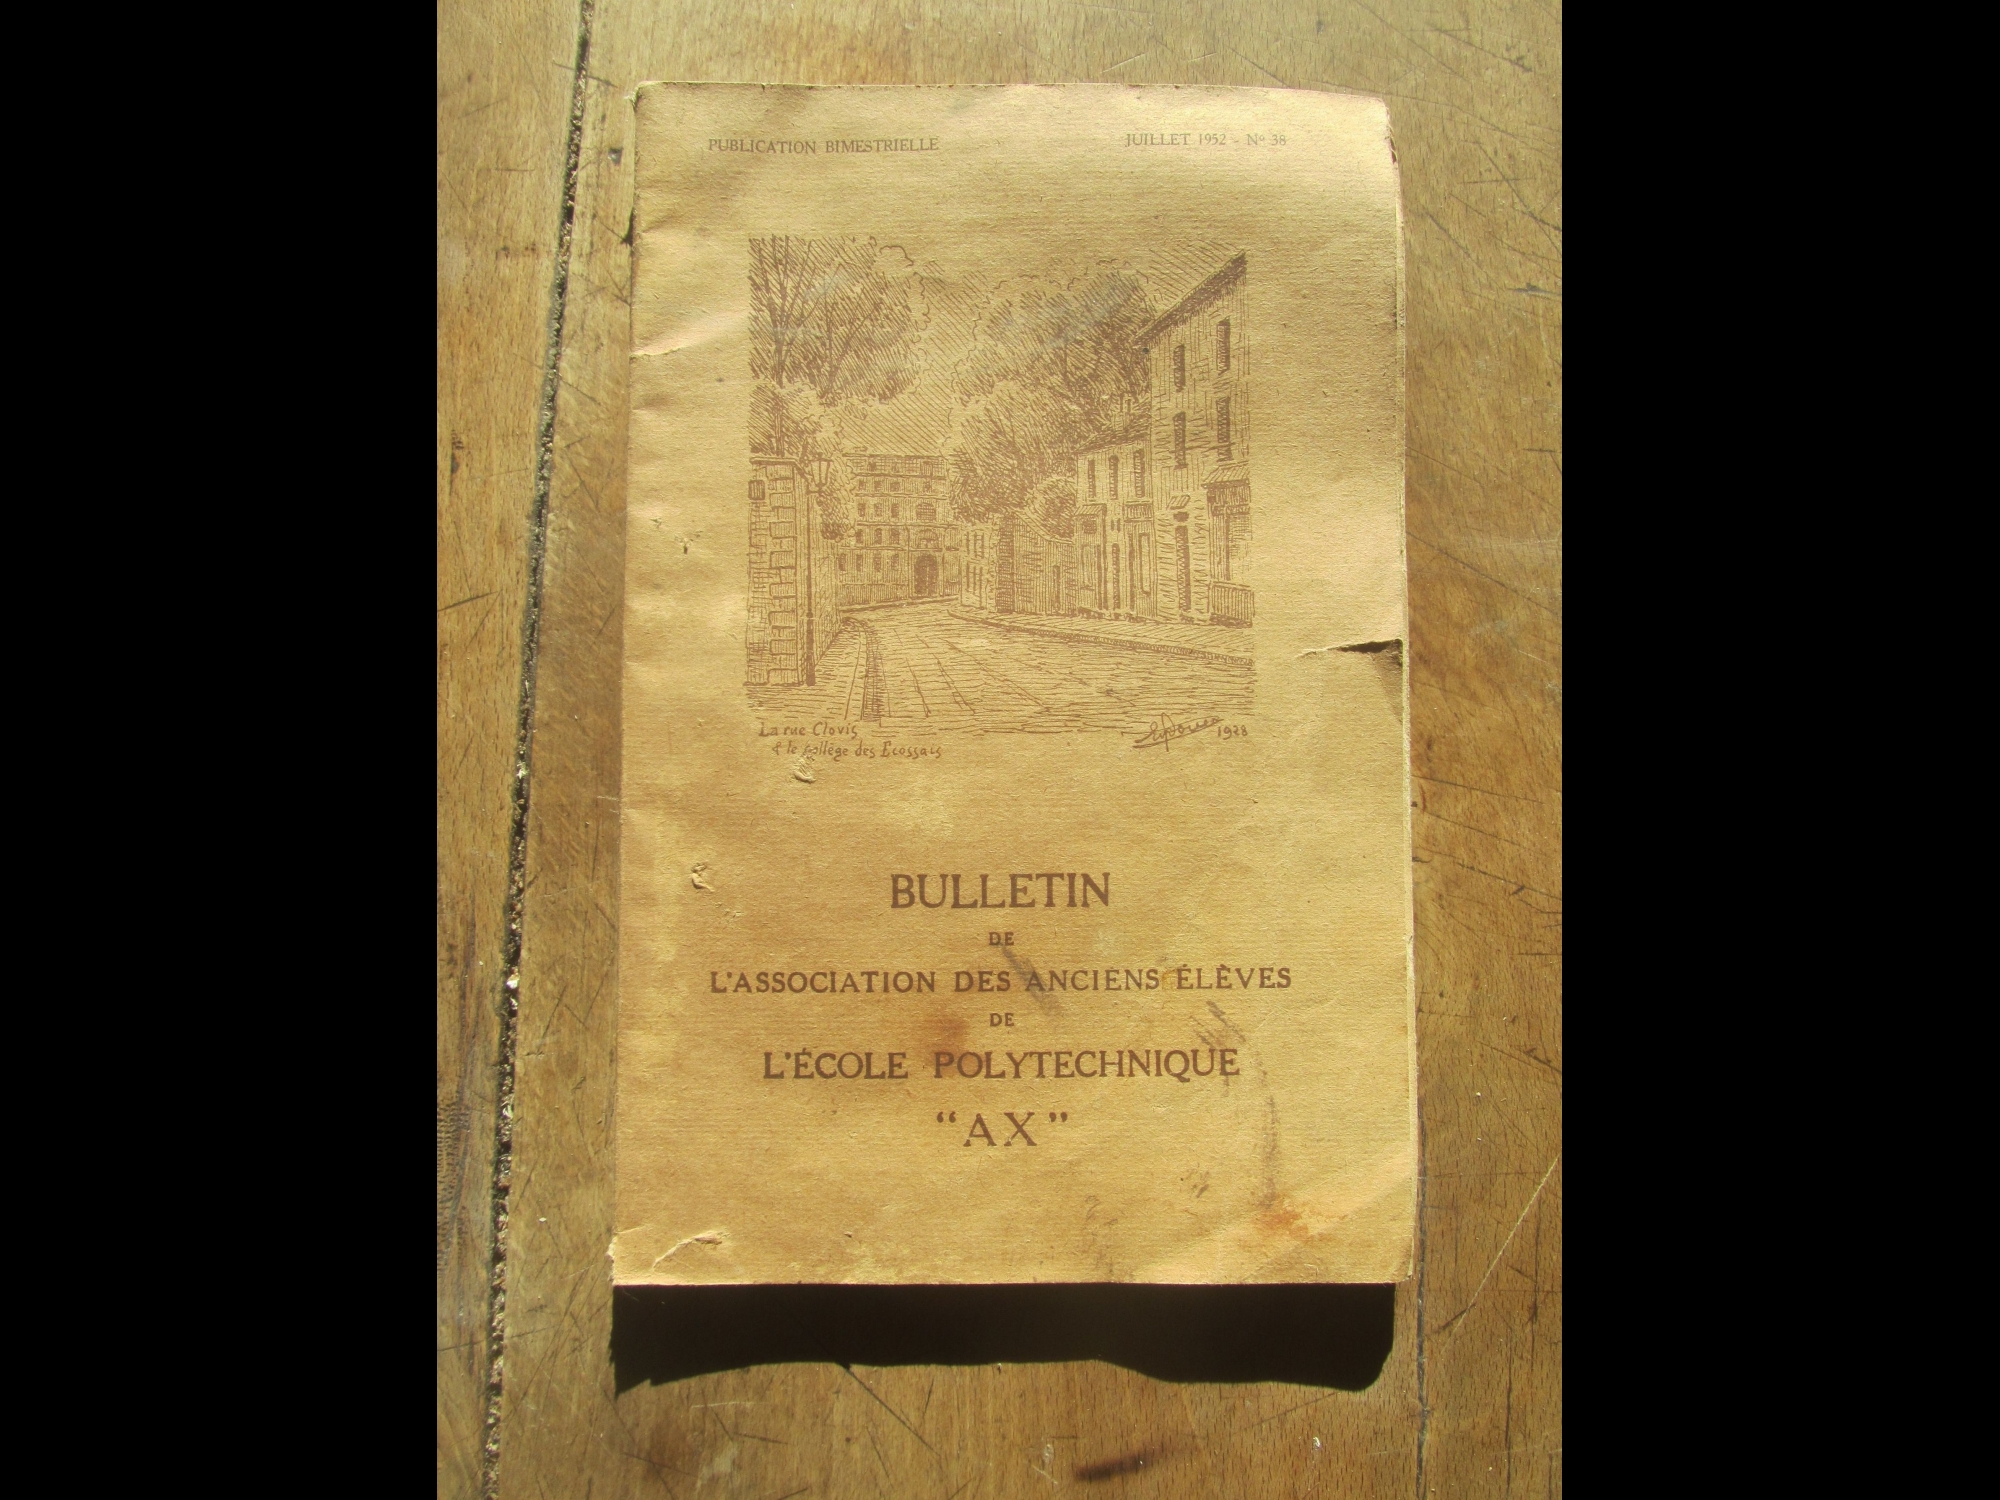 PUBLICATION BIMESTRIELLE
JUILLET 1952 - Nº 38
La rue Clovis
& le collège des Ecossais
1928
BULLETIN
DE
L'ASSOCIATION DES ANCIENS ÉLÈVES
DE
L'ÉCOLE POLYTECHNIQUE
“AX”